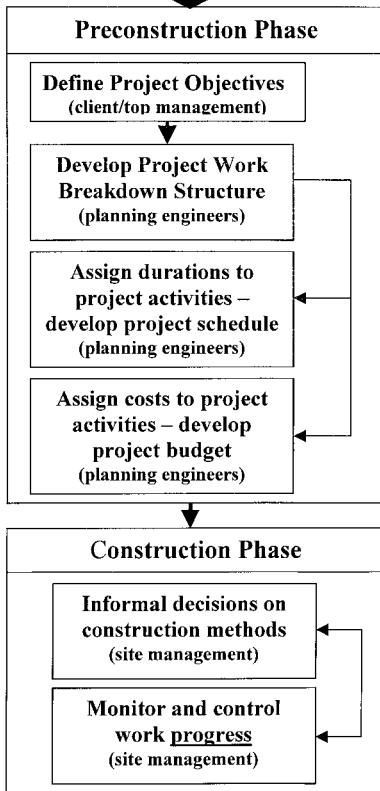 Preconstruction Phase
Define Project Objectives
(client/top management)
Develop Project Work
Breakdown Structure
(planning engineers)
Assign durations to
project activities –
develop project schedule
(planning engineers)
Assign costs to project
activities – develop
project budget
(planning engineers)
Construction Phase
Informal decisions on
construction methods
(site management)
Monitor and control
work progress
(site management)